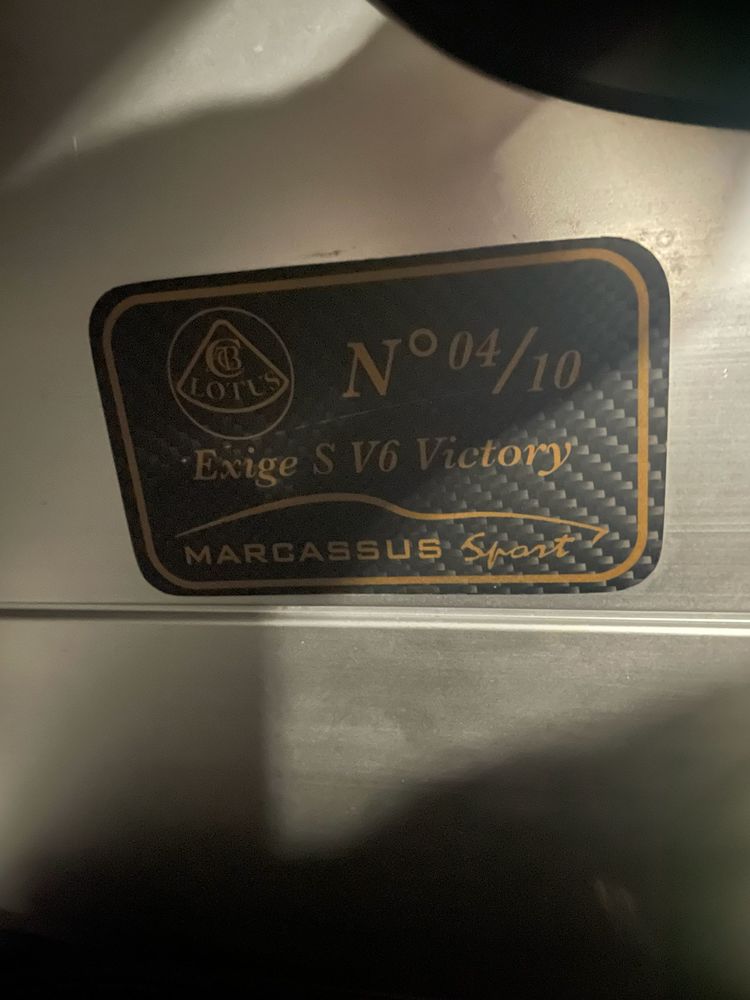 LOTUS
N° 04/10
Exige S V6 Victory
MARCASSUS Sport